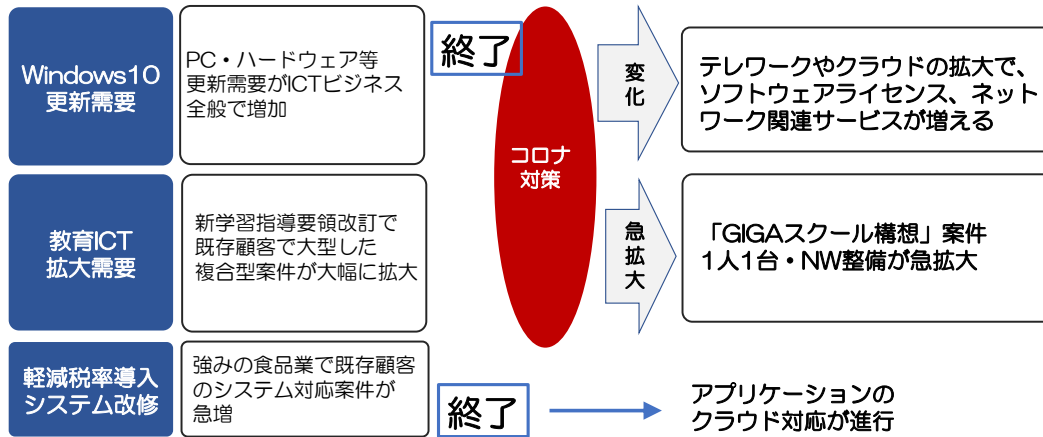 Windows10
更新需要
PC・ハードウェア等
更新需要がICTビジネス
全般で増加
終了
コロナ
対策
変
化
テレワークやクラウドの拡大で、
ソフトウェアライセンス、ネット
ワーク関連サービスが増える
教育ICT
拡大需要
新学習指導要領改訂で
既存顧客で大型した
複合型案件が大幅に拡大
急
拡
大
「GIGAスクール構想」案件
1人1台・NW整備が急拡大
軽減税率導入
システム改修
強みの食品業で既存顧客
のシステム対応案件が
急増
終了
アプリケーションの
クラウド対応が進行